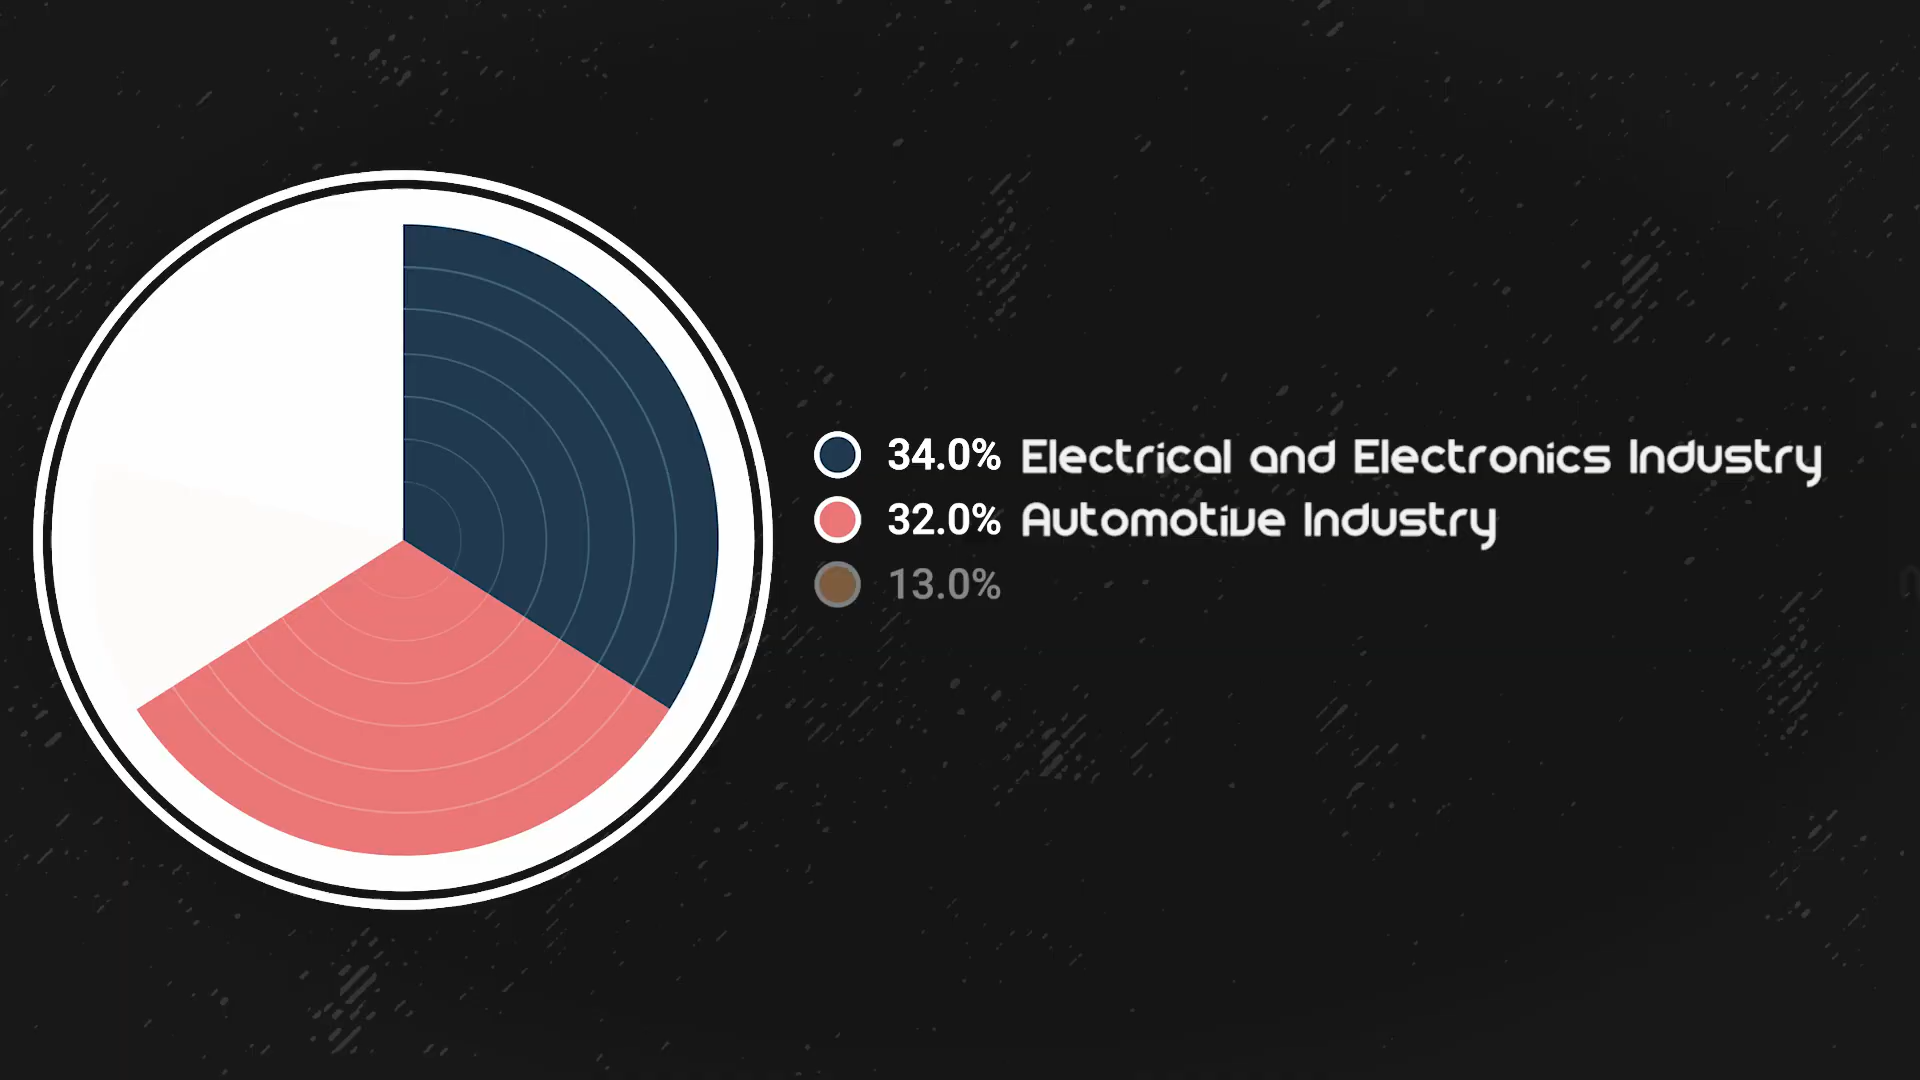 34.0% Electrical and Electronics Industry
32.0% Automotive Industry
13.0%